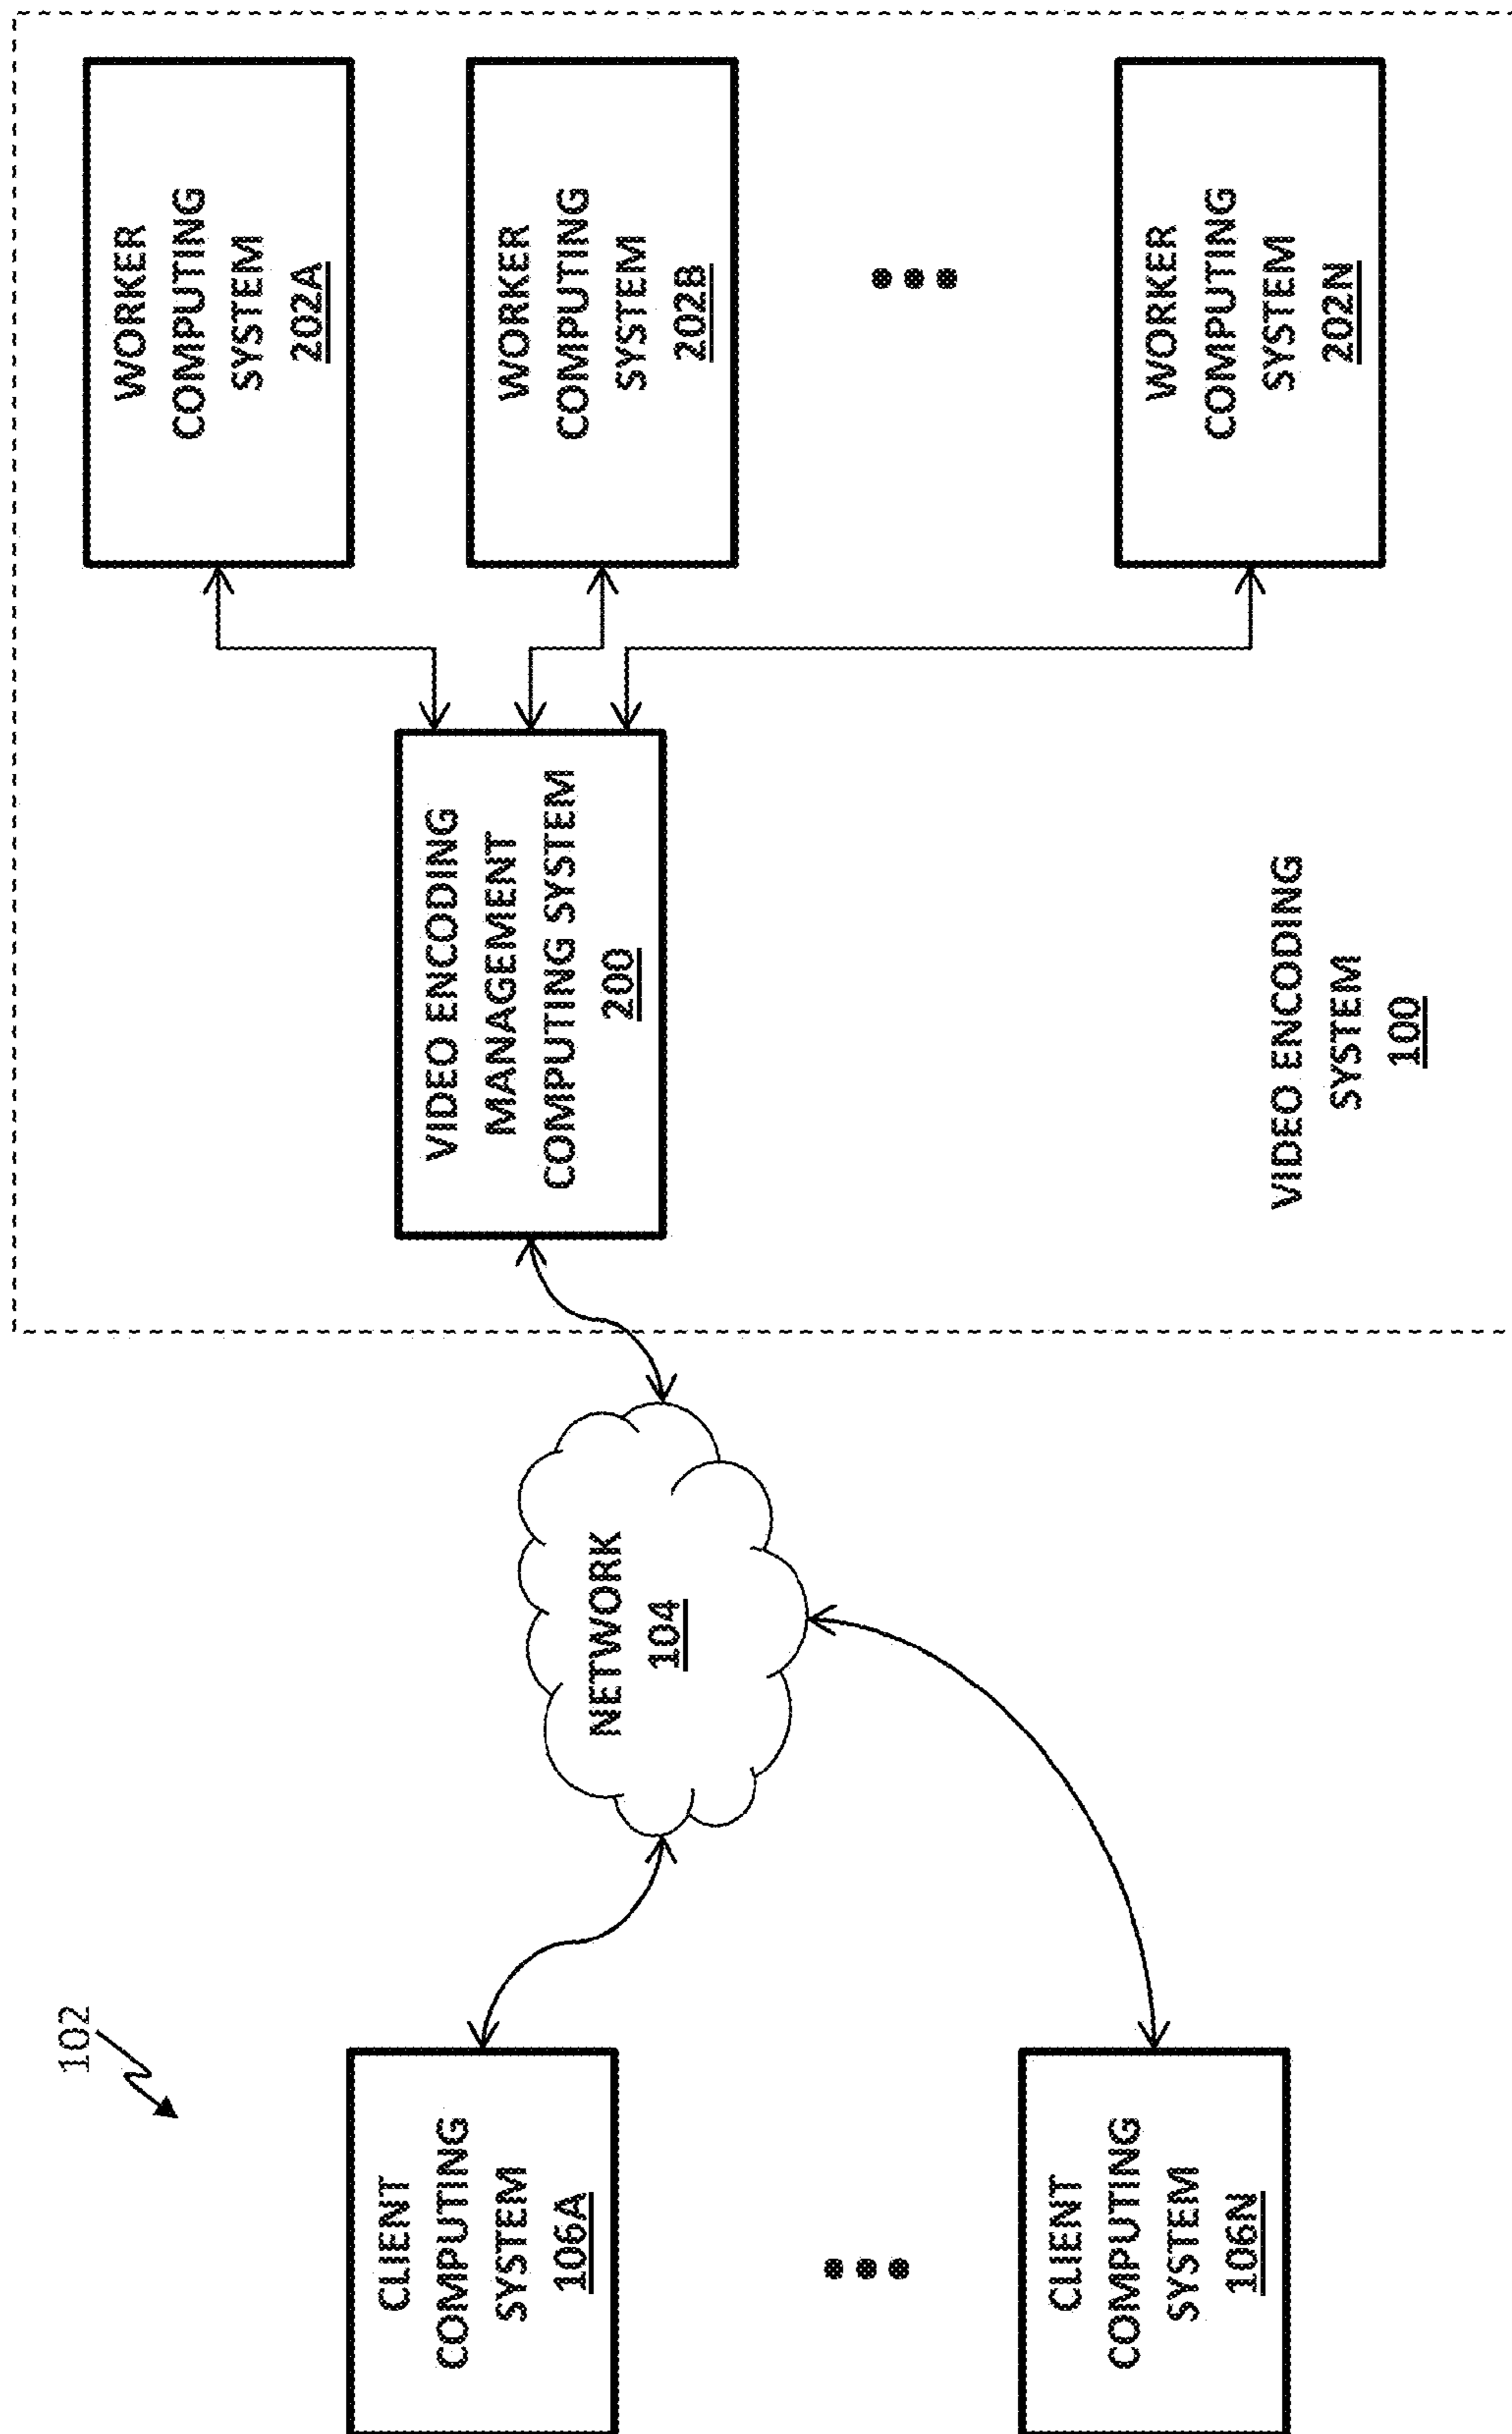 102
CLIENT
COMPUTING
SYSTEM
106A
CLIENT
COMPUTING
SYSTEM
106N
NETWORK
104
VIDEO ENCODING
MANAGEMENT
COMPUTING SYSTEM
200
WORKER
COMPUTING
SYSTEM
202A
WORKER
COMPUTING
SYSTEM
202B
WORKER
COMPUTING
SYSTEM
202N
VIDEO ENCODING
SYSTEM
100